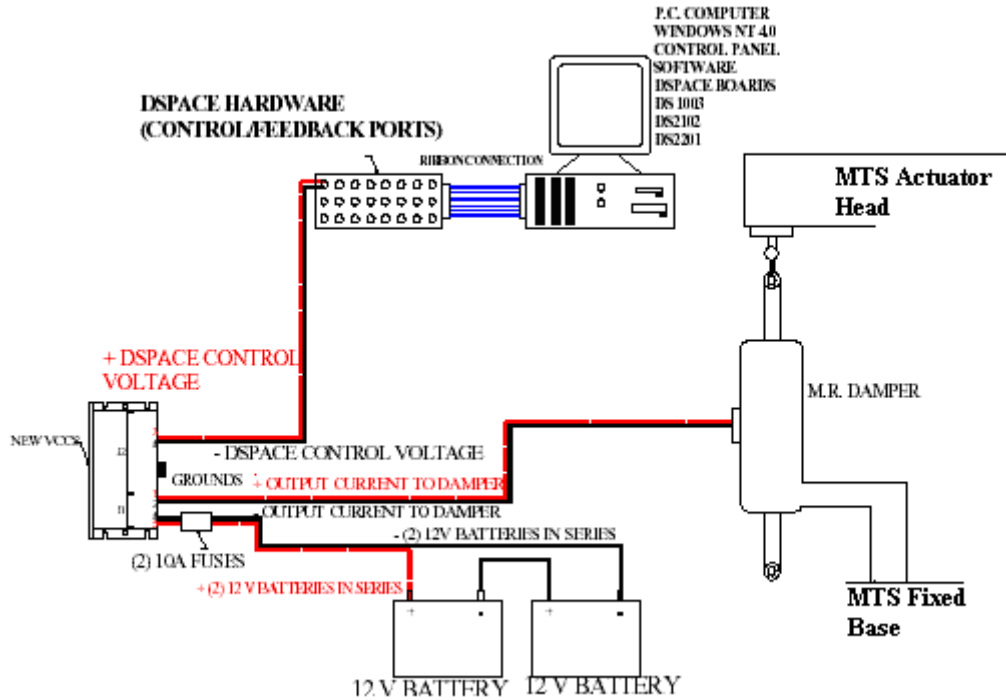 P.C. COMPUTER
WINDOWS NT 4.0
CONTROL PANEL
SOFTWARE
DSPACE BOARDS
DS 1003
DS2102
DS2201
DSPACE HARDWARE
(CONTROL/FEEDBACK PORTS)
RIBBON CONNECTION
MTS Actuator
Head
+ DSPACE CONTROL
VOLTAGE
M.R. DAMPER
NEW VCCS
- DSPACE CONTROL VOLTAGE
GROUNDS
+ OUTPUT CURRENT TO DAMPER
- OUTPUT CURRENT TO DAMPER
- (2) 12V BATTERIES IN SERIES
(2) 10A FUSES
+ (2) 12 V BATTERIES IN SERIES
+ - + -
MTS Fixed
Base
12 V BATTERY
12 V BATTERY